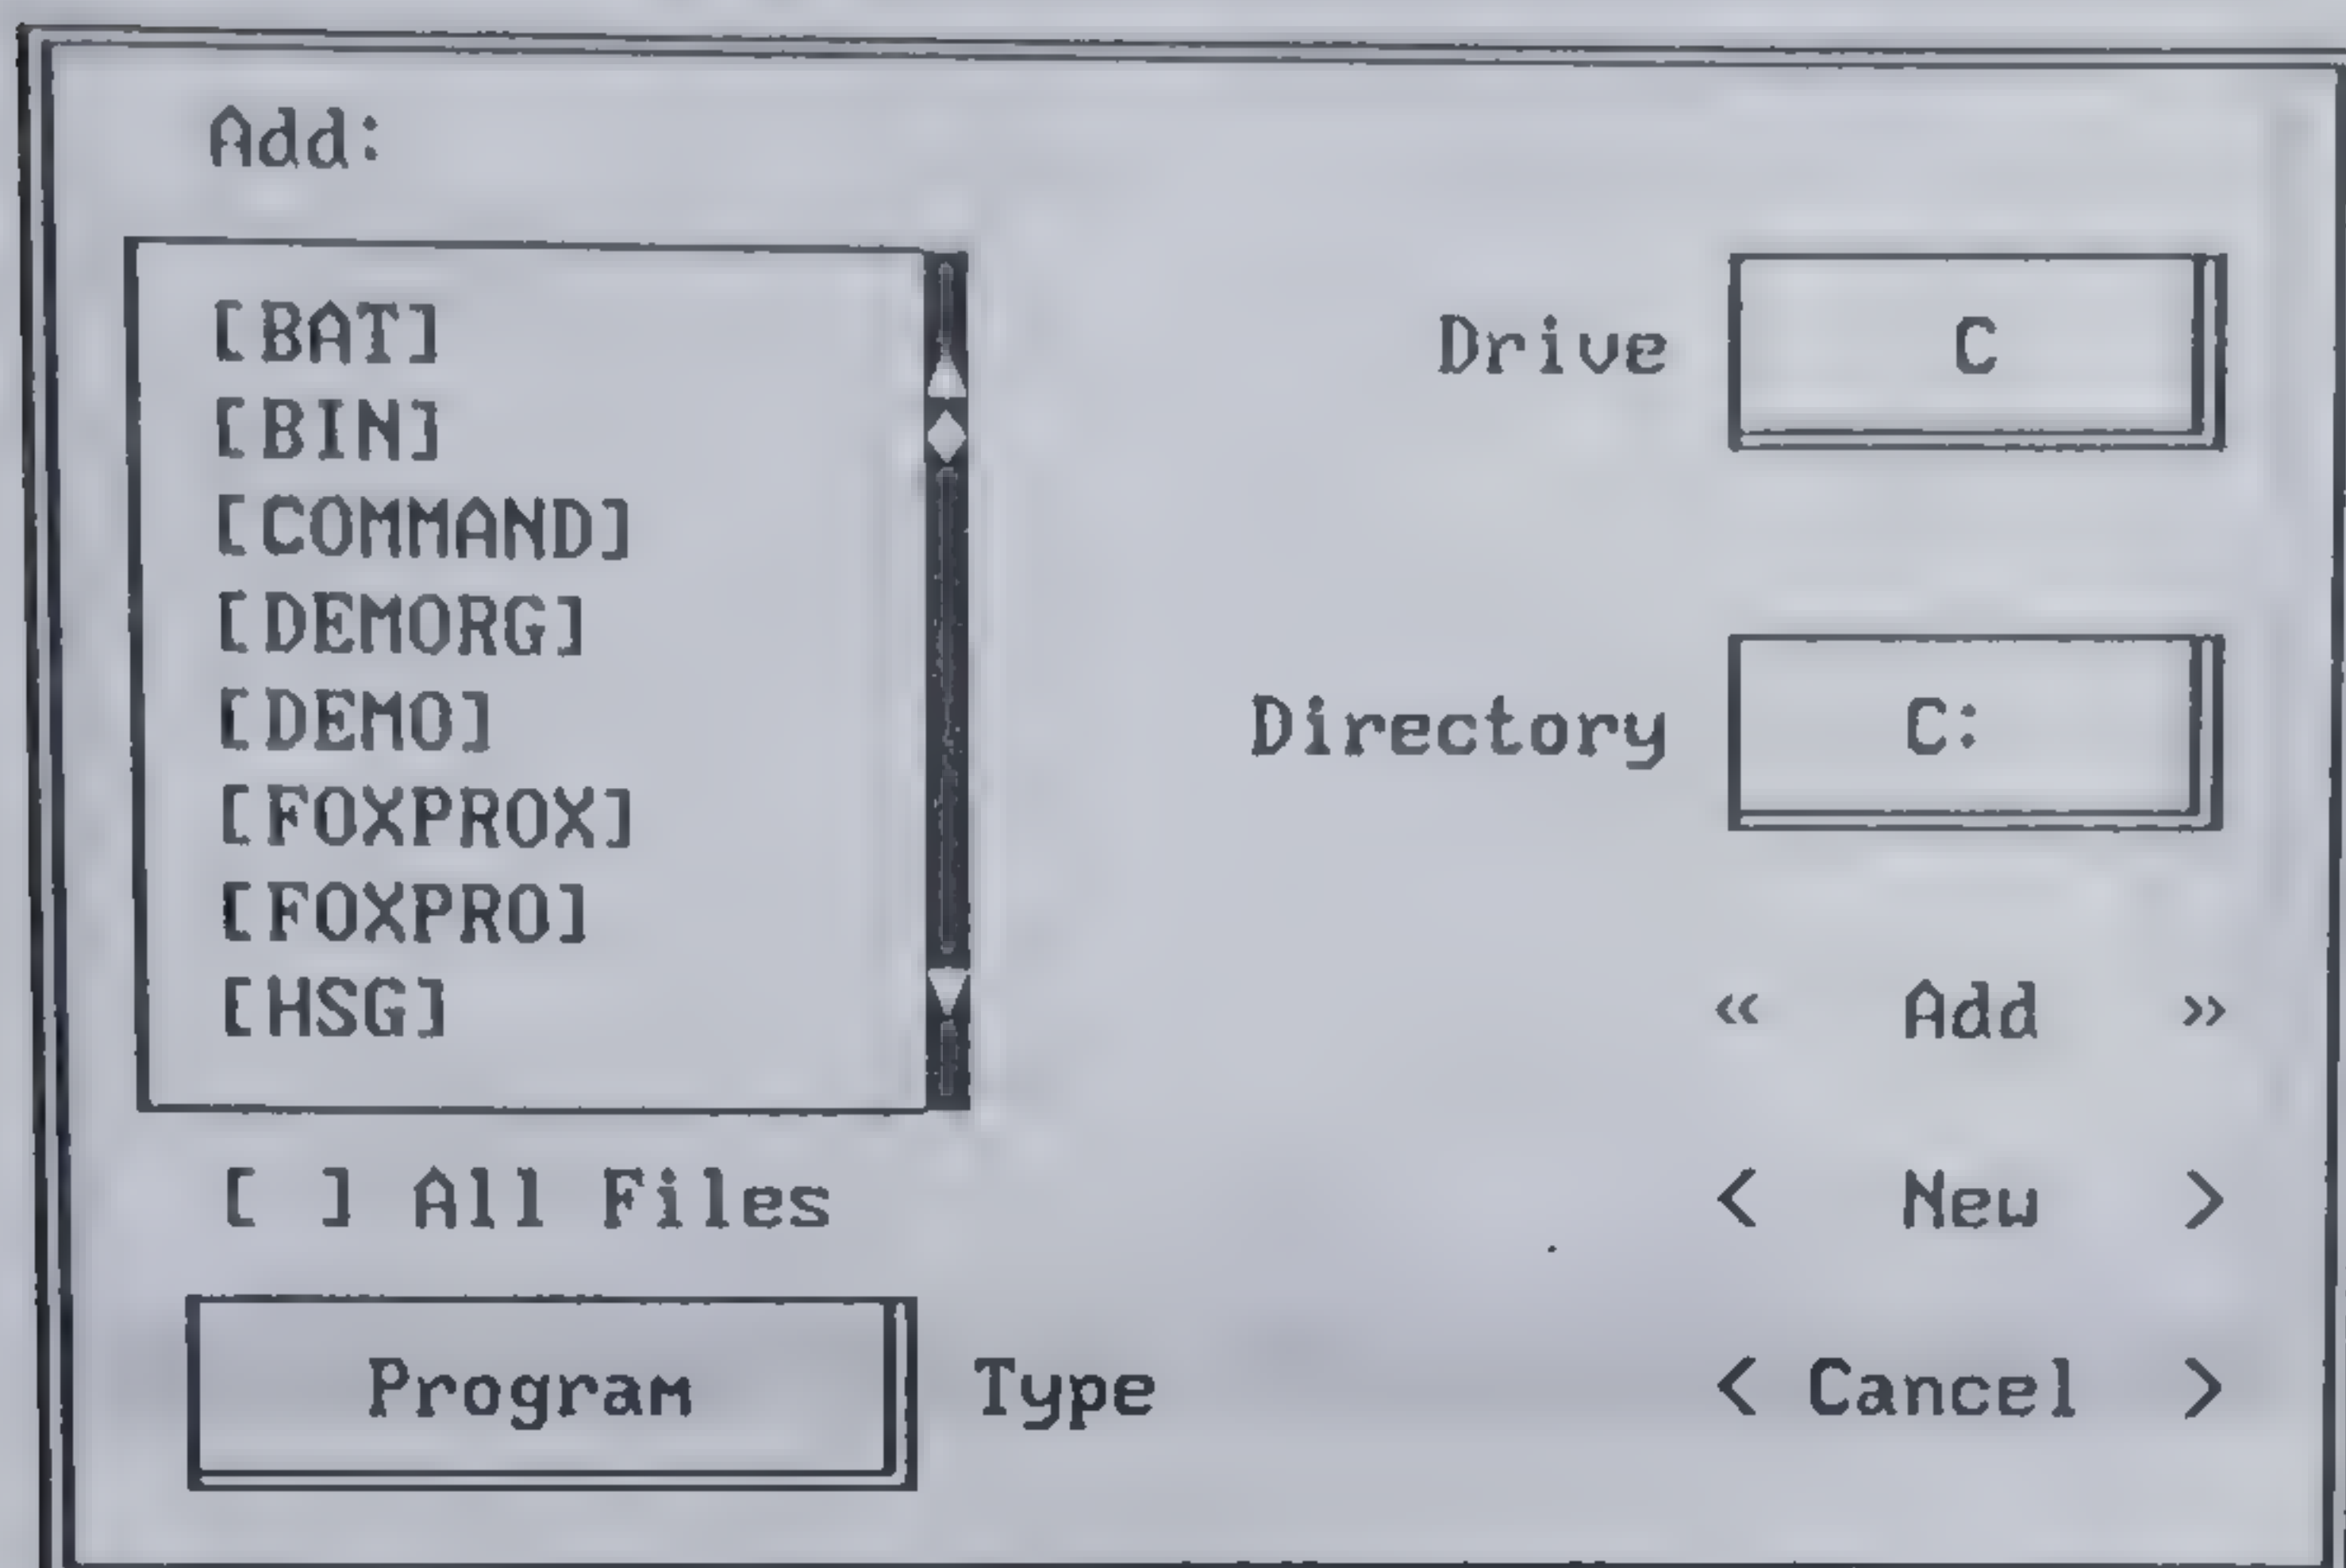 Add:
[BAT]
[BIN]
[COMMAND]
[DEMORG]
[DEMO]
[FOXPROX]
[FOXPRO]
[HSG]
[ ] All Files
Program Type
Drive C
Directory C:
« Add »
< New >
< Cancel >